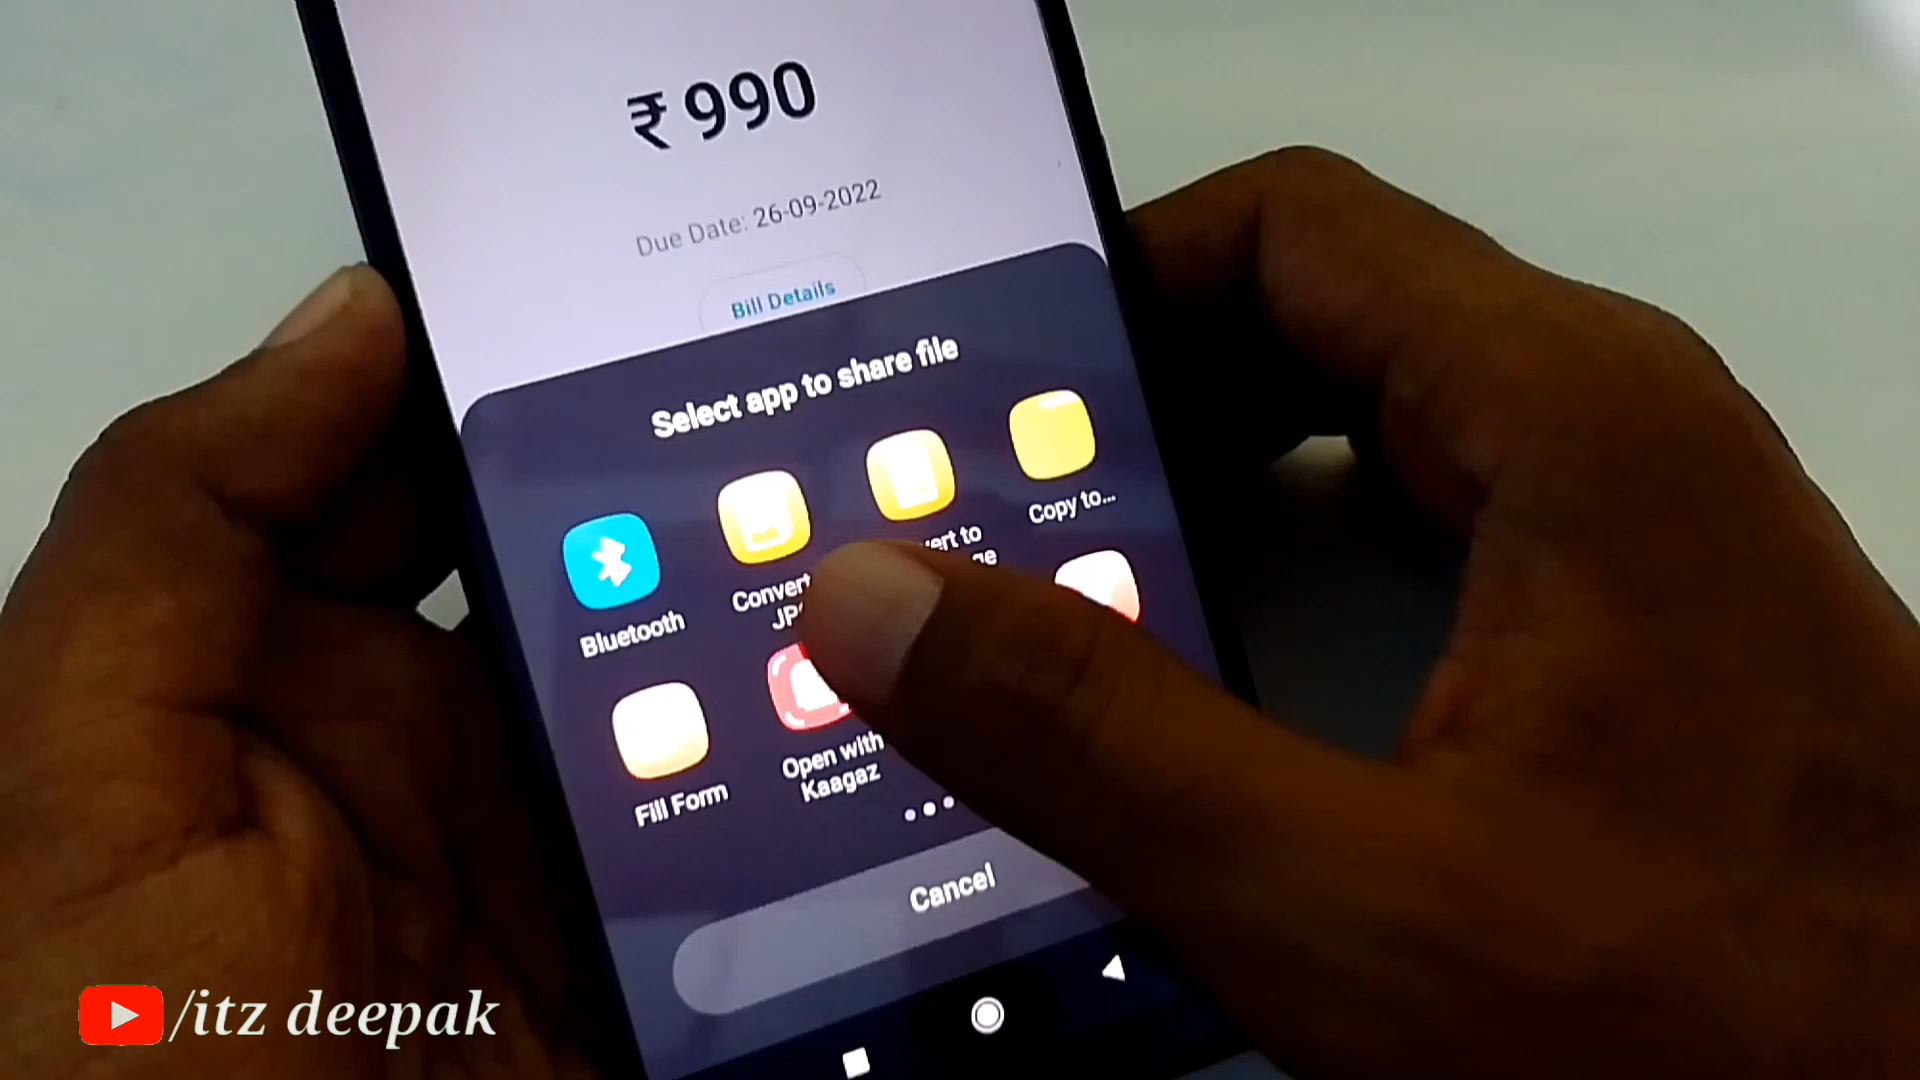 ₹ 990
Due Date: 26-09-2022
Bill Details
Select app to share file
Bluetooth
Convert
Copy to...
Fill Form
Open with
Kaagaz
Cancel
/itz deepak